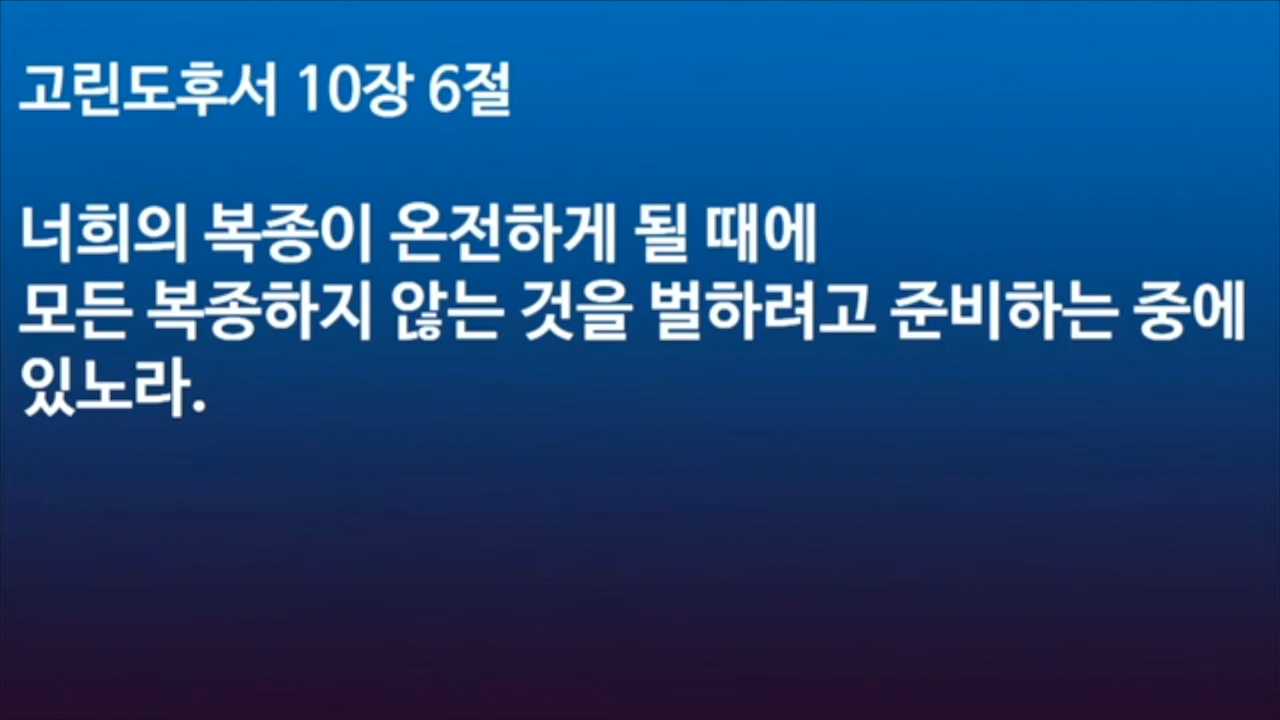 고린도후서 10장 6절
너희의 복종이 온전하게 될 때에
모든 복종하지 않는 것을 벌하려고 준비하는 중에
있노라.